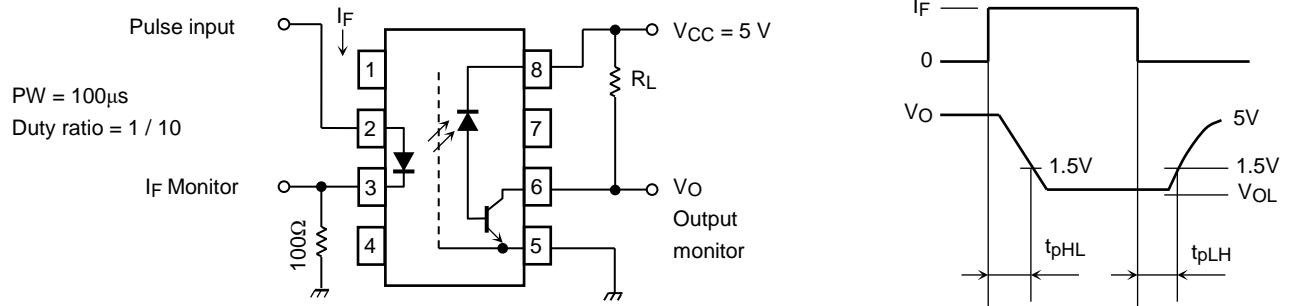 Pulse input
IF
VCC = 5 V
PW = 100μs
Duty ratio = 1 / 10
1
8
RL
2
7
IF Monitor
3
6
VO
Output
monitor
100Ω
4
5
IF
0
VO
5V
1.5V
1.5V
VOL
tpHL
tpLH